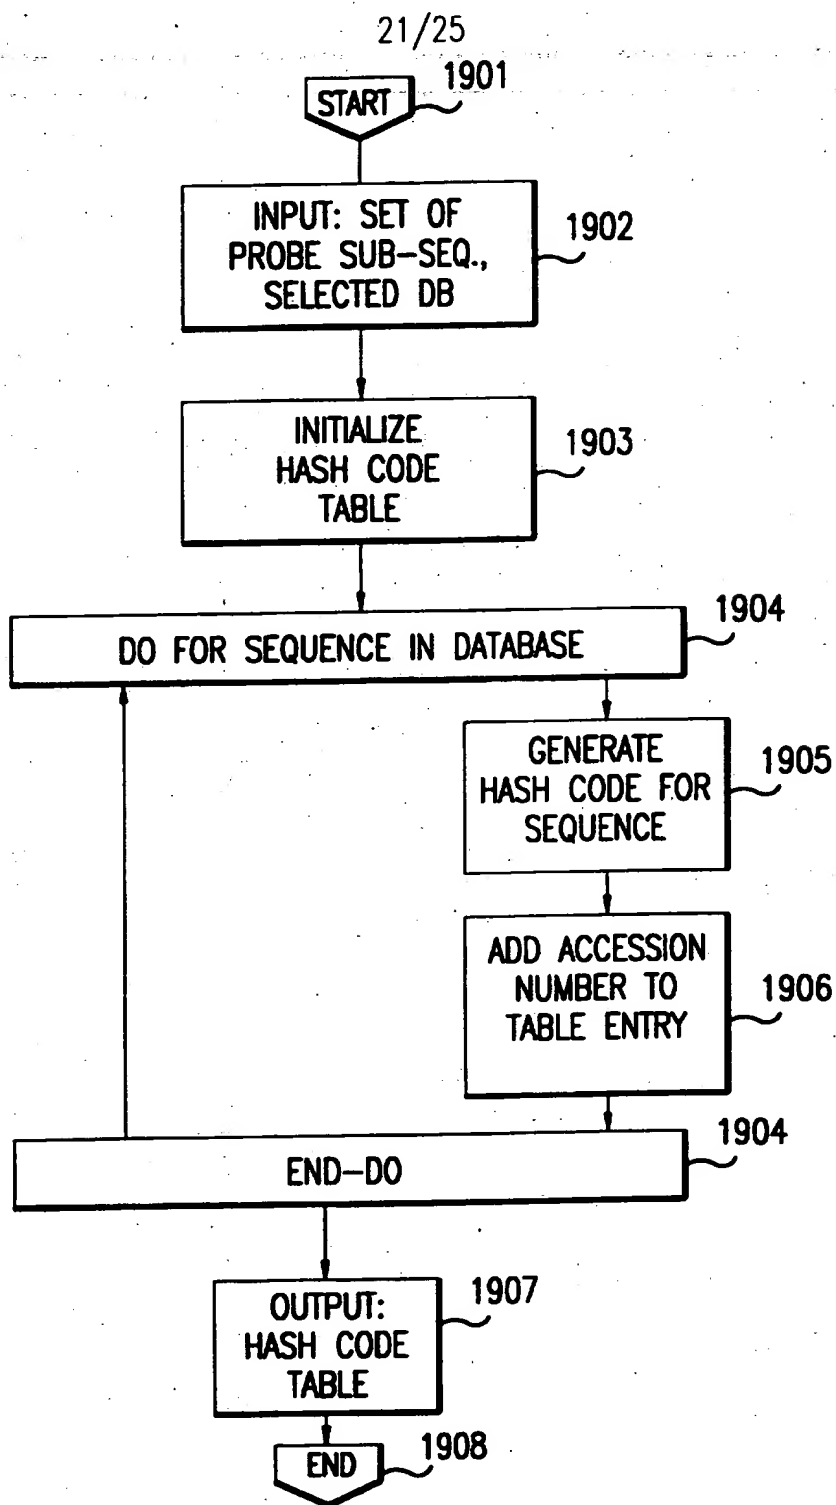 21/25
START
1901
INPUT: SET OF
PROBE SUB-SEQ.,
SELECTED DB
1902
INITIALIZE
HASH CODE
TABLE
1903
DO FOR SEQUENCE IN DATABASE
1904
GENERATE
HASH CODE FOR
SEQUENCE
1905
ADD ACCESSION
NUMBER TO
TABLE ENTRY
1906
END-DO
1904
OUTPUT:
HASH CODE
TABLE
1907
END
1908